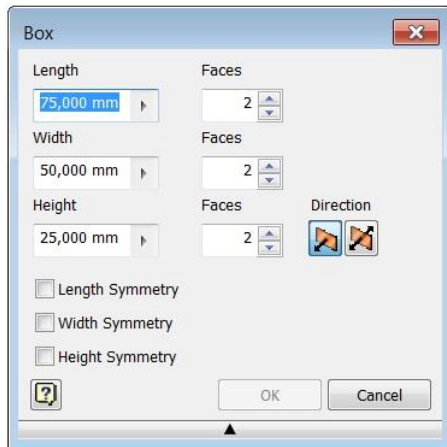 Box
Length Faces
75,000 mm 2
Width Faces
50,000 mm 2
Height Faces Direction
25,000 mm 2
Length Symmetry
Width Symmetry
Height Symmetry
? OK Cancel